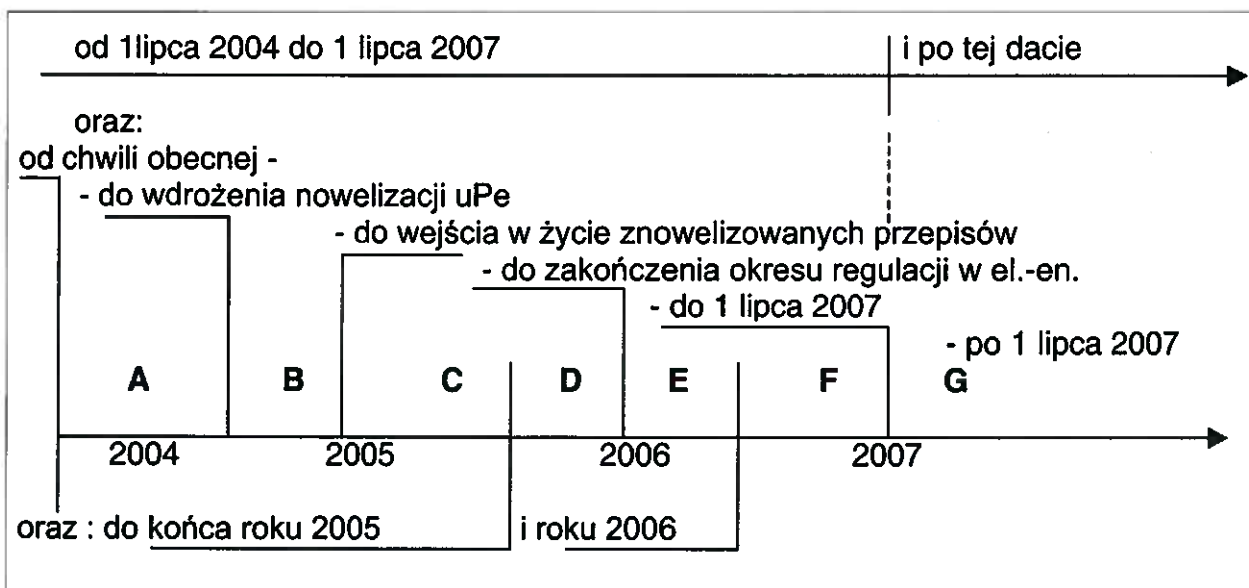 od 1lipca 2004 do 1 lipca 2007 i po tej dacie
oraz:
od chwili obecnej -
- do wdrożenia nowelizacji uPe
- do wejścia w życie znowelizowanych przepisów
- do zakończenia okresu regulacji w el.-en.
- do 1 lipca 2007
- po 1 lipca 2007
A B C D E F G
2004 2005 2006 2007
oraz : do końca roku 2005 i roku 2006